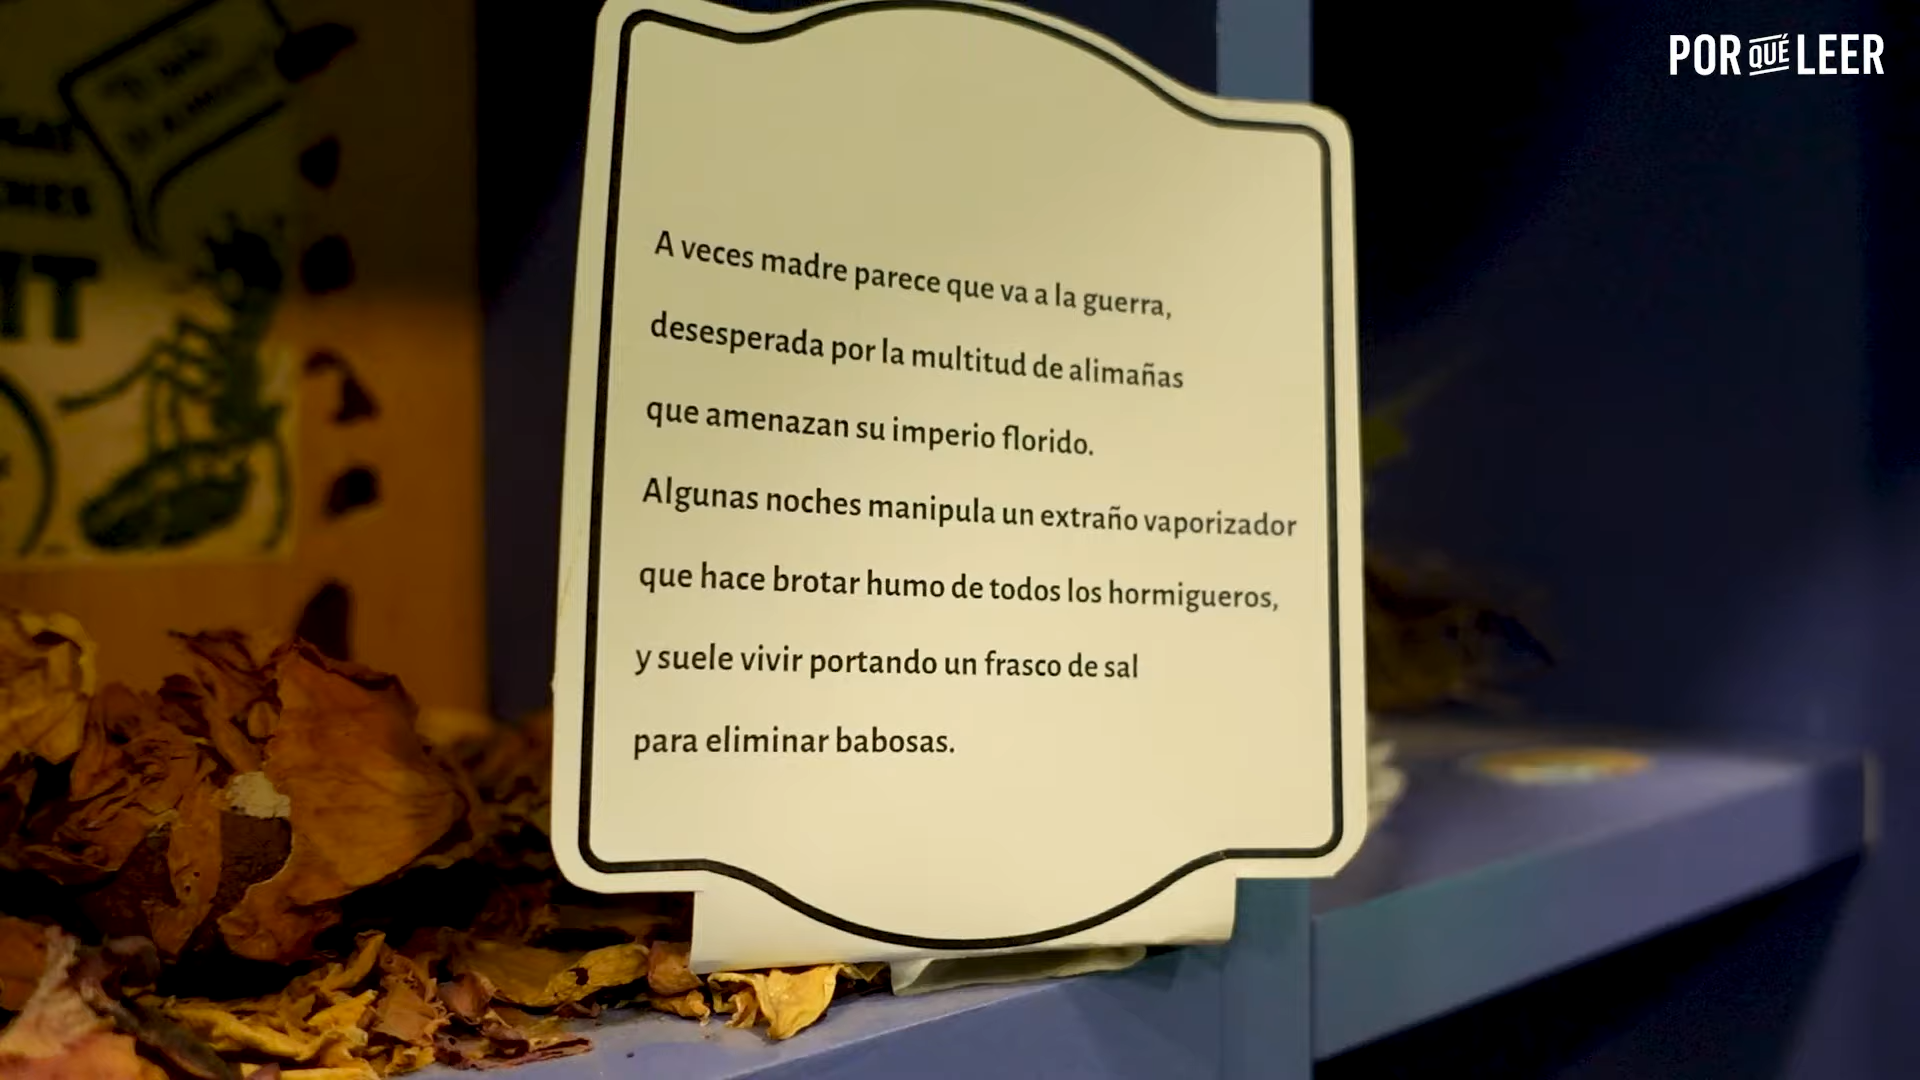 POR QUÉ LEER
A veces madre parece que va a la guerra,
desesperada por la multitud de alimañas
que amenazan su imperio florido.
Algunas noches manipula un extraño vaporizador
que hace brotar humo de todos los hormigueros,
y suele vivir portando un frasco de sal
para eliminar babosas.